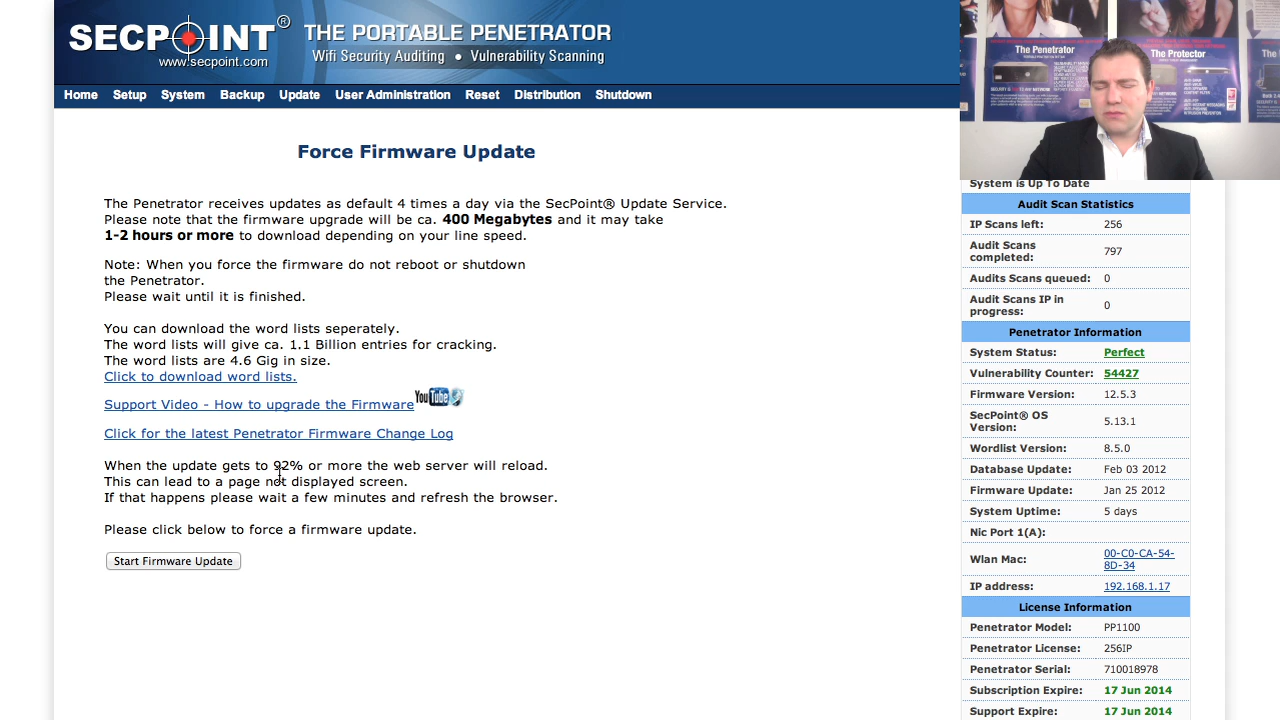 SECPOINT®
www.secpoint.com
THE PORTABLE PENETRATOR
Wifi Security Auditing • Vulnerability Scanning
Home Setup System Backup Update User Administration Reset Distribution Shutdown
Force Firmware Update
The Penetrator receives updates as default 4 times a day via the SecPoint® Update Service.
Please note that the firmware upgrade will be ca. 400 Megabytes and it may take
1-2 hours or more to download depending on your line speed.
Note: When you force the firmware do not reboot or shutdown
the Penetrator.
Please wait until it is finished.
You can download the word lists seperately.
The word lists will give ca. 1.1 Billion entries for cracking.
The word lists are 4.6 Gig in size.
Click to download word lists.
Support Video - How to upgrade the Firmware YouTube
Click for the latest Penetrator Firmware Change Log
When the update gets to 92% or more the web server will reload.
This can lead to a page not displayed screen.
If that happens please wait a few minutes and refresh the browser.
Please click below to force a firmware update.
Start Firmware Update
The Penetrator
The Protector
System is Up To Date
Audit Scan Statistics
IP Scans left: 256
Audit Scans
completed: 797
Audits Scans queued: 0
Audit Scans IP in
progress: 0
Penetrator Information
System Status: Perfect
Vulnerability Counter: 54427
Firmware Version: 12.5.3
SecPoint® OS
Version: 5.13.1
Wordlist Version: 8.5.0
Database Update: Feb 03 2012
Firmware Update: Jan 25 2012
System Uptime: 5 days
Nic Port 1(A):
Wlan Mac: 00-C0-CA-54-
8D-34
IP address: 192.168.1.17
License Information
Penetrator Model: PP1100
Penetrator License: 256IP
Penetrator Serial: 710018978
Subscription Expire: 17 Jun 2014
Support Expire: 17 Jun 2014